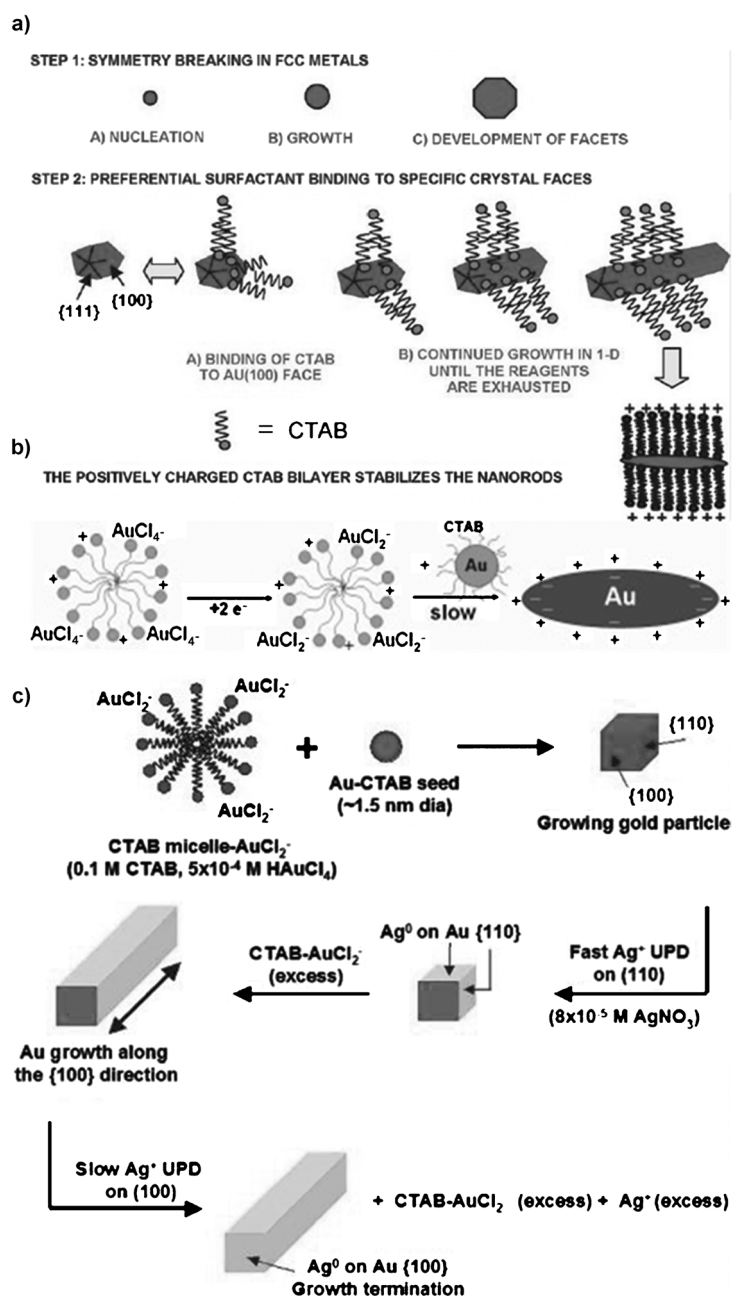 a)
STEP 1: SYMMETRY BREAKING IN FCC METALS
A) NUCLEATION
B) GROWTH
C) DEVELOPMENT OF FACETS
STEP 2: PREFERENTIAL SURFACTANT BINDING TO SPECIFIC CRYSTAL FACES
{111}
{100}
A) BINDING OF CTAB
TO AU(100) FACE
B) CONTINUED GROWTH IN 1-D
UNTIL THE REAGENTS
ARE EXHAUSTED
= CTAB
+ + + + + + + +
b)
THE POSITIVELY CHARGED CTAB BILAYER STABILIZES THE NANORODS
+ + + + + + + +
AuCl4-
AuCl4-
AuCl4-
+2 e-
AuCl2-
AuCl2-
AuCl2-
+
CTAB
Au
slow
Au
c)
AuCl2-
AuCl2-
AuCl2-
CTAB micelle-AuCl2-
(0.1 M CTAB, 5x10-4 M HAuCl4)
+
Au-CTAB seed
(~1.5 nm dia)
{110}
{100}
Growing gold particle
Fast Ag+ UPD
on (110)
(8x10-5 M AgNO3)
Ag0 on Au {110}
CTAB-AuCl2-
(excess)
Au growth along
the {100} direction
Slow Ag+ UPD
on (100)
+ CTAB-AuCl2 (excess) + Ag+ (excess)
Ag0 on Au {100}
Growth termination